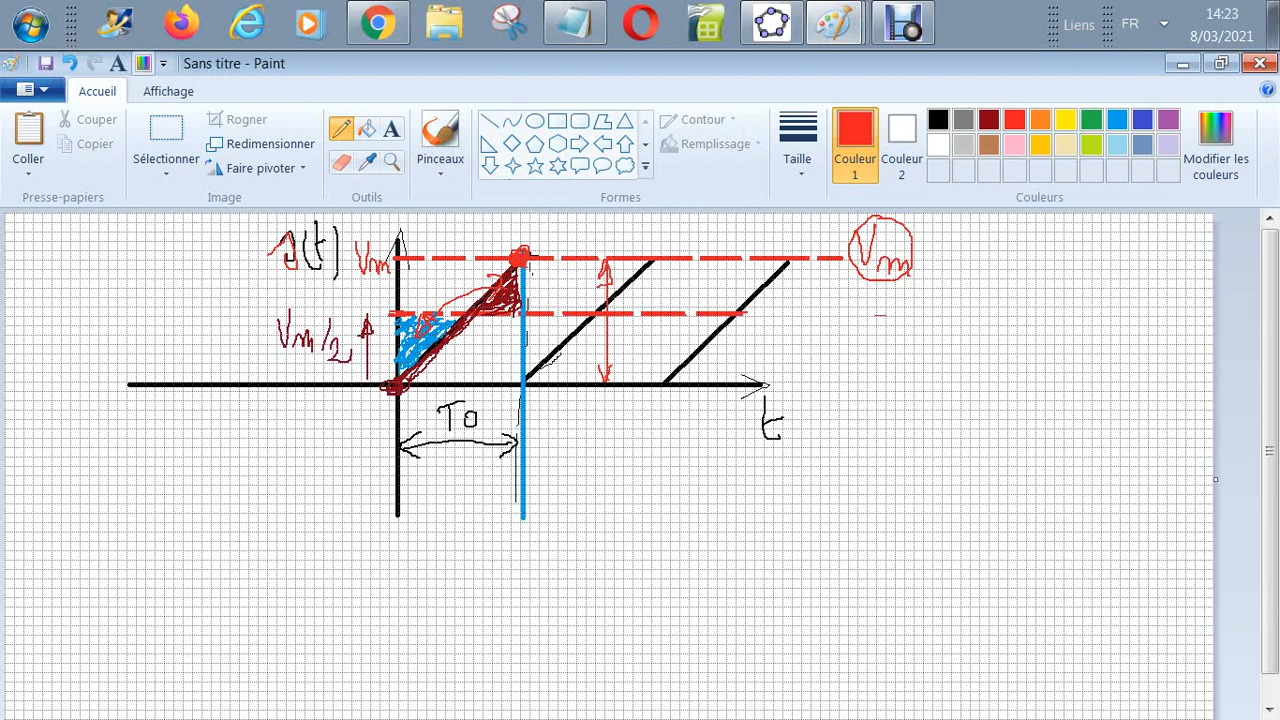 14:23
Liens FR
8/03/2021
Sans titre - Paint
Accueil Affichage
Couper
Copier
Coller
Presse-papiers
Sélectionner
Rogner
Redimensionner
Faire pivoter
Image
A
Outils
Pinceaux
Formes
Contour
Remplissage
Taille
Couleur
1
Couleur
2
Couleurs
Modifier les
couleurs
s(t)
Vm
Vm
Vm/2
T0
t